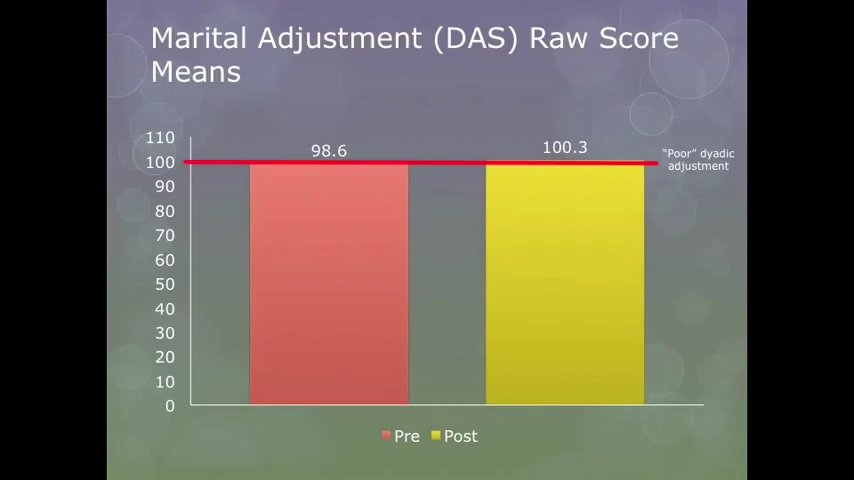 Marital Adjustment (DAS) Raw Score
Means
110
100
90
80
70
60
50
40
30
20
10
0
98.6
100.3
“Poor” dyadic
adjustment
Pre
Post